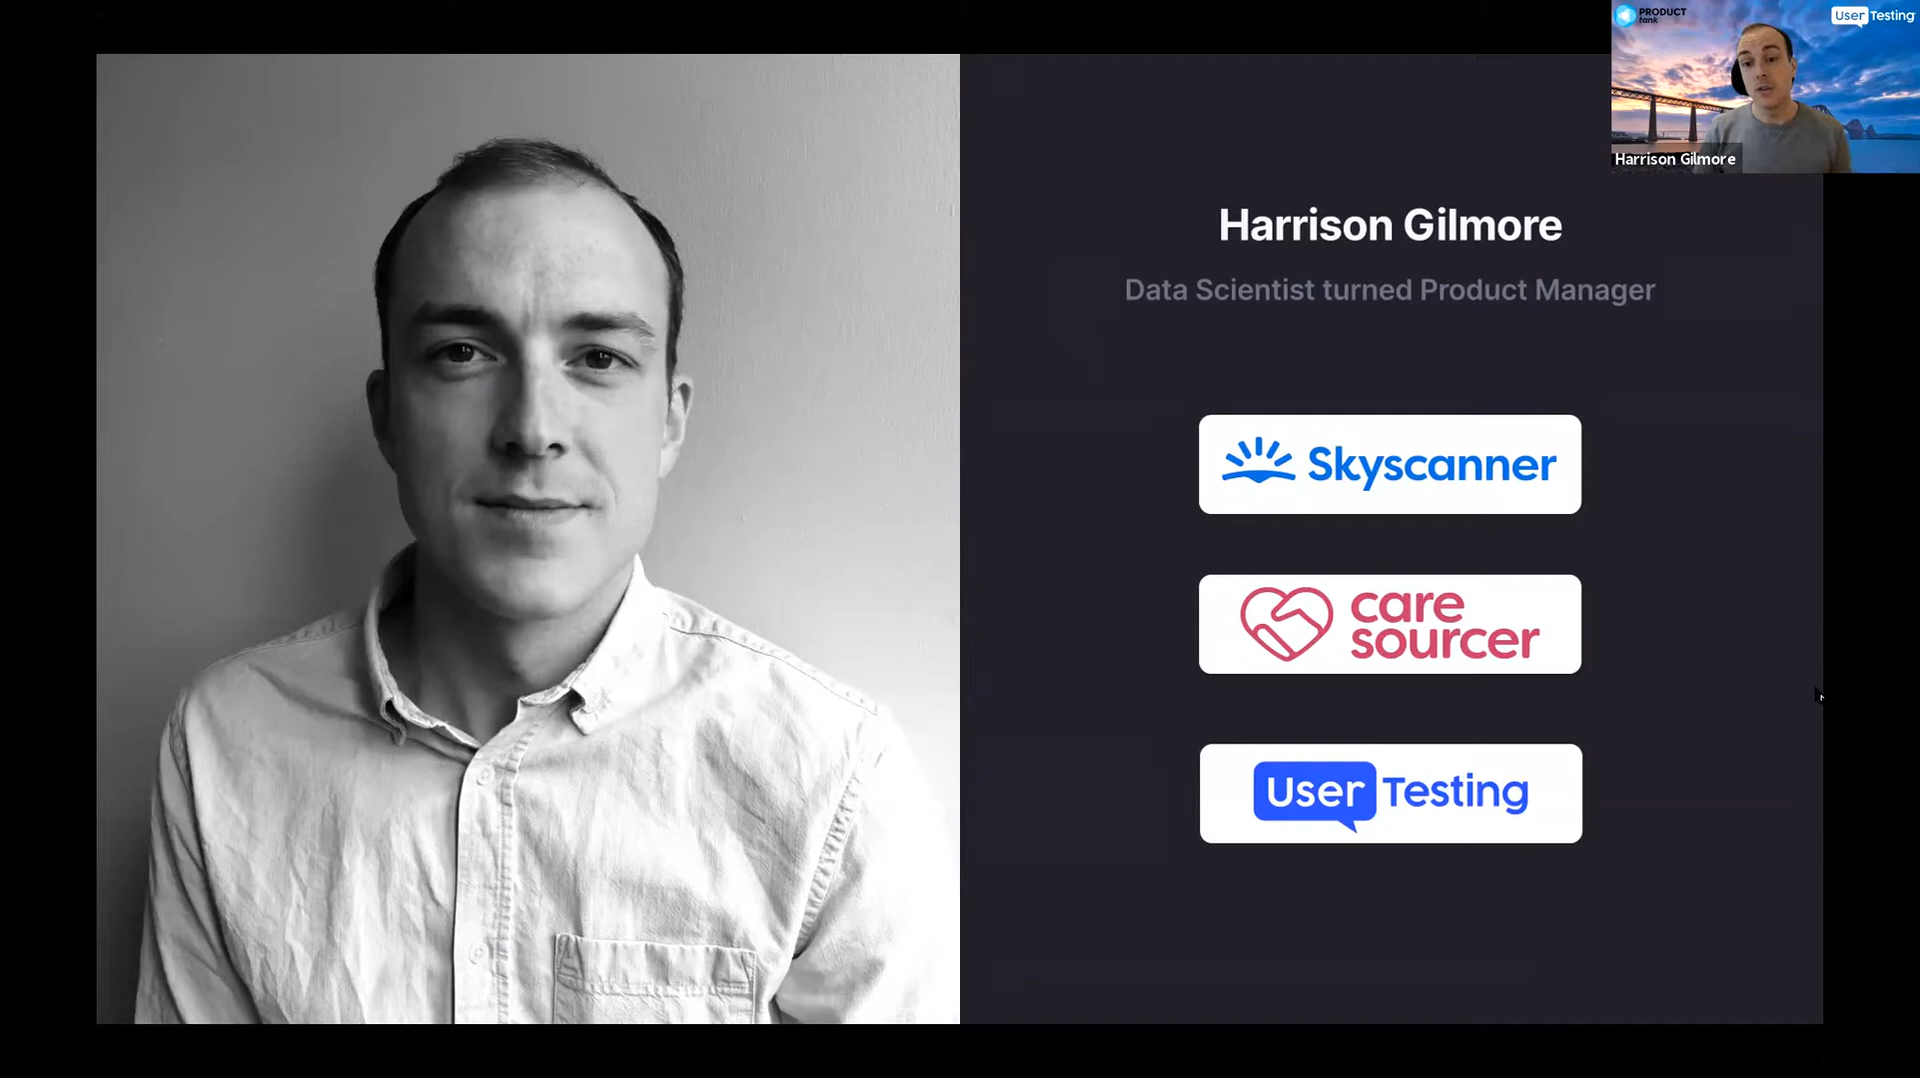 PRODUCT
tank
User Testing
Harrison Gilmore
Harrison Gilmore
Data Scientist turned Product Manager
Skyscanner
care
sourcer
User Testing